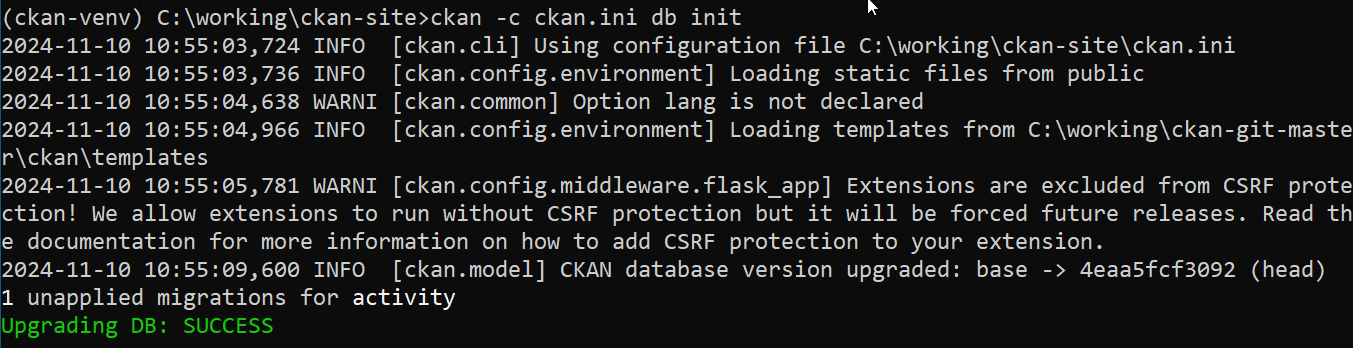 (ckan-venv) C:\working\ckan-site>ckan -c ckan.ini db init
2024-11-10 10:55:03,724 INFO  [ckan.cli] Using configuration file C:\working\ckan-site\ckan.ini
2024-11-10 10:55:03,736 INFO  [ckan.config.environment] Loading static files from public
2024-11-10 10:55:04,638 WARNI [ckan.common] Option lang is not declared
2024-11-10 10:55:04,966 INFO  [ckan.config.environment] Loading templates from C:\working\ckan-git-maste
r\ckan\templates
2024-11-10 10:55:05,781 WARNI [ckan.config.middleware.flask_app] Extensions are excluded from CSRF prote
ction! We allow extensions to run without CSRF protection but it will be forced future releases. Read th
e documentation for more information on how to add CSRF protection to your extension.
2024-11-10 10:55:09,600 INFO  [ckan.model] CKAN database version upgraded: base -> 4eaa5fcf3092 (head)
1 unapplied migrations for activity
Upgrading DB: SUCCESS